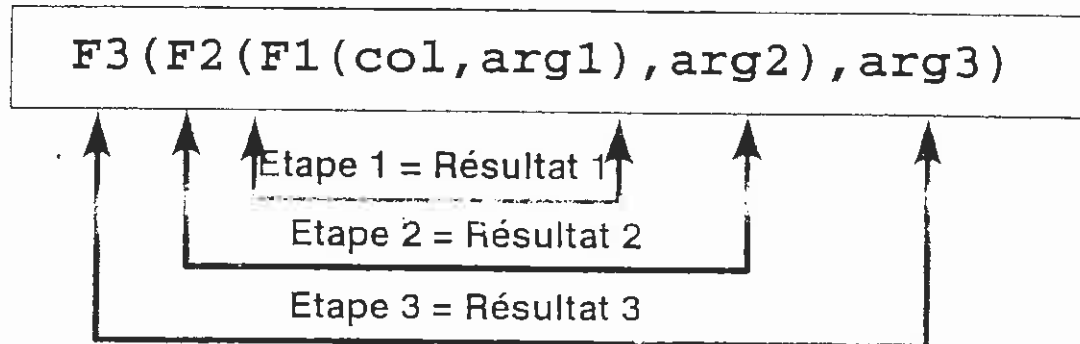 F3(F2(F1(col,arg1),arg2),arg3)
Etape 1 = Résultat 1
Etape 2 = Résultat 2
Etape 3 = Résultat 3